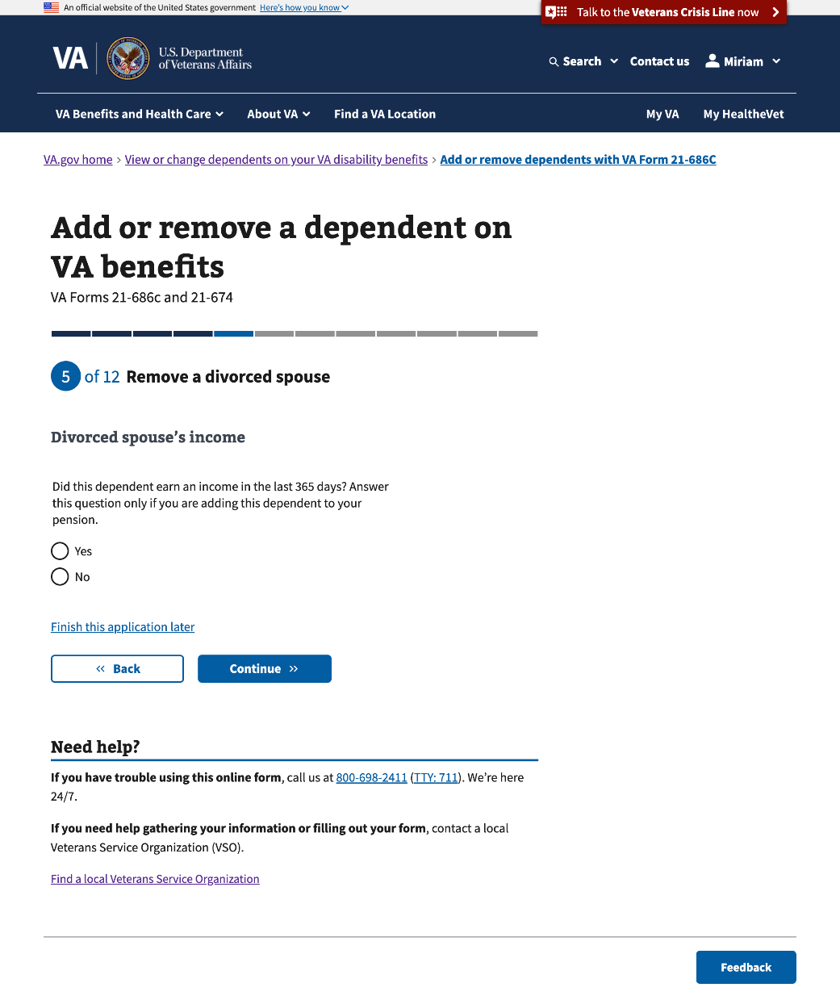 An official website of the United States government Here's how you know
Talk to the Veterans Crisis Line now
VA
U.S. Department
of Veterans Affairs
Search Contact us Miriam
VA Benefits and Health Care About VA Find a VA Location My VA My HealtheVet
VA.gov home › View or change dependents on your VA disability benefits › Add or remove dependents with VA Form 21-686C
Add or remove a dependent on
VA benefits
VA Forms 21-686c and 21-674
5 of 12 Remove a divorced spouse
Divorced spouse’s income
Did this dependent earn an income in the last 365 days? Answer
this question only if you are adding this dependent to your
pension.
Yes
No
Finish this application later
« Back
Continue »
Need help?
If you have trouble using this online form, call us at 800-698-2411 (TTY: 711). We’re here
24/7.
If you need help gathering your information or filling out your form, contact a local
Veterans Service Organization (VSO).
Find a local Veterans Service Organization
Feedback